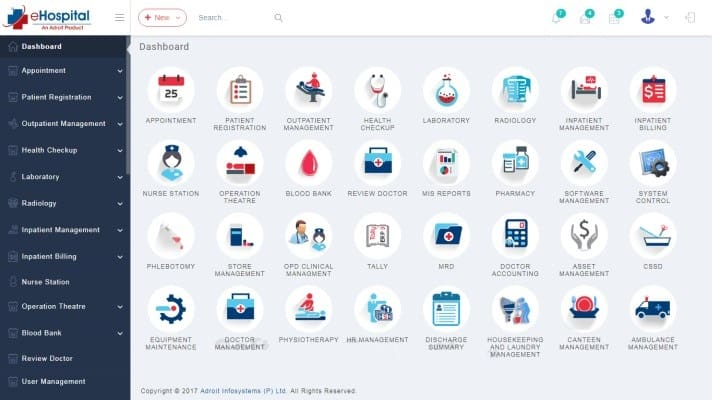 eHospital
An Adroit Product
+ New
Search...
7
4
3
Dashboard
Appointment
Patient Registration
Outpatient Management
Health Checkup
Laboratory
Radiology
Inpatient Management
Inpatient Billing
Nurse Station
Operation Theatre
Blood Bank
Review Doctor
User Management
Dashboard
25
APPOINTMENT
PATIENT
REGISTRATION
OUTPATIENT
MANAGEMENT
HEALTH
CHECKUP
LABORATORY
RADIOLOGY
INPATIENT
MANAGEMENT
$
INPATIENT
BILLING
NURSE STATION
OPERATION
THEATRE
BLOOD BANK
REVIEW DOCTOR
MIS REPORTS
PHARMACY
SOFTWARE
MANAGEMENT
SYSTEM
CONTROL
PHLEBOTOMY
STORE
MANAGEMENT
OPD CLINICAL
MANAGMENT
Tally
TALLY
MRD
DOCTOR
ACCOUNTING
$
ASSET
MANAGEMENT
CSSD
EQUIPMENT
MAINTENANCE
DOCTOR
MANAGEMENT
PHYSIOTHERAPY
HR MANAGEMENT
DISCHARGE
SUMMARY
HOUSEKEEPING
AND LAUNDRY
MANAGEMENT
CANTEEN
MANAGEMENT
AMBULANCE
MANAGEMENT
Copyright © 2017 Adroit Infosystems (P) Ltd. All Rights Reserved.